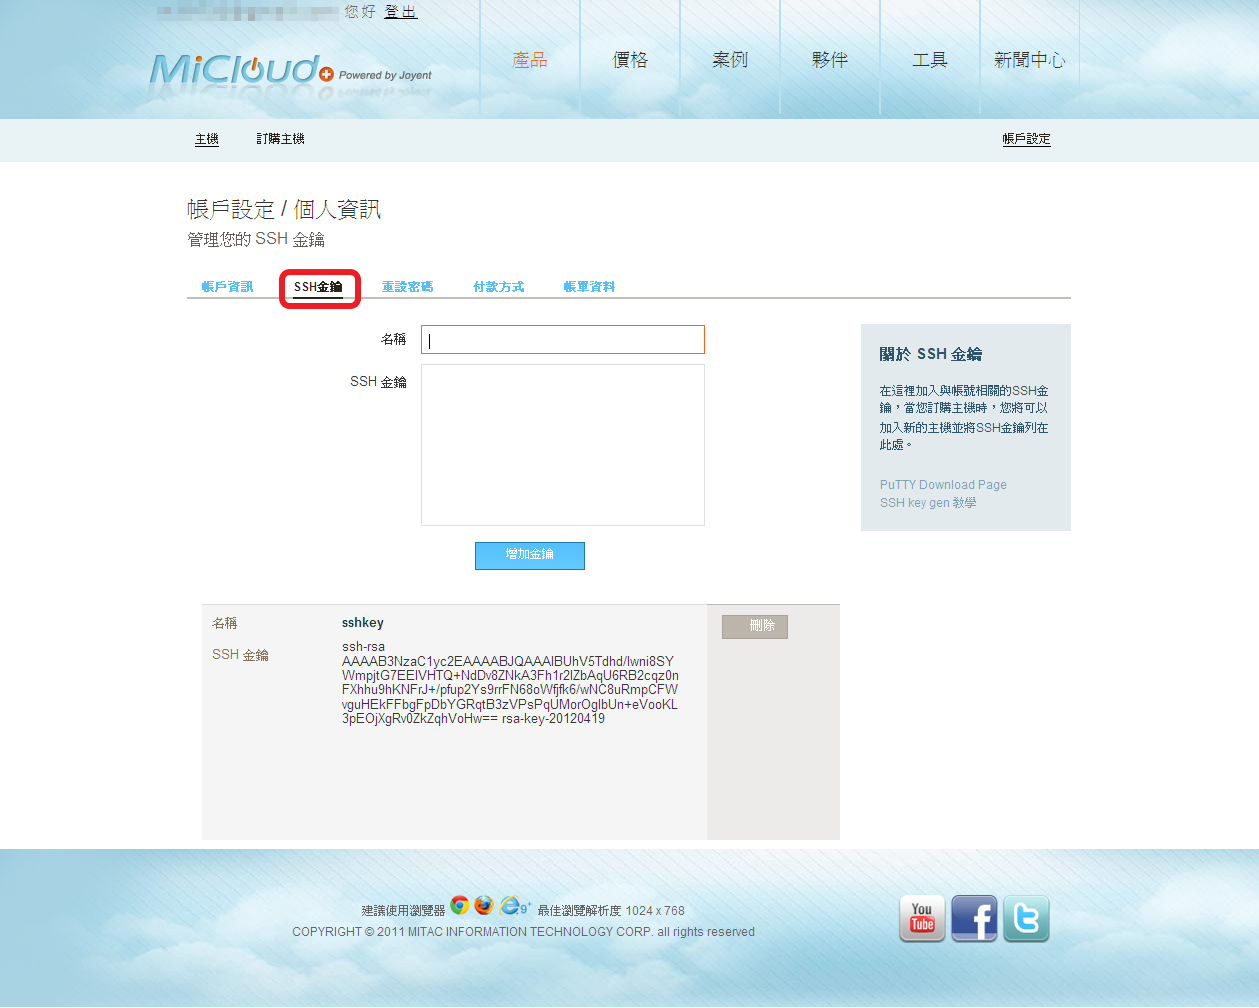 您好 登出
MiCloud Powered by Joyent
產品 價格 案例 夥伴 工具 新聞中心
主機 訂購主機 帳戶設定
帳戶設定 / 個人資訊
管理您的 SSH 金鑰
帳戶資訊 SSH金鑰 重設密碼 付款方式 帳單資料
名稱
SSH 金鑰
增加金鑰
關於 SSH 金鑰
在這裡加入與帳號相關的SSH金
鑰，當您訂購主機時，您將可以
加入新的主機並將SSH金鑰列在
此處。
PuTTY Download Page
SSH key gen 教學
名稱 sshkey 刪除
SSH 金鑰
ssh-rsa
AAAAB3NzaC1yc2EAAAABJQAAAIBUhV5Tdhd/Iwni8SY
WmpjtG7EEIVHTQ+NdDv8ZNkA3Fh1r2IZbAqU6RB2cqz0n
FXhhu9hKNFrJ+/pfup2Ys9rrFN68oWfjfk6/wNC8uRmpCFW
vguHEkFFbgFpDbYGRqtB3zVPsPqUMorOglbUn+eVooKL
3pEOjXgRv0ZkZqhVoHw== rsa-key-20120419
建議使用瀏覽器 9+ 最佳瀏覽解析度 1024 x 768
COPYRIGHT © 2011 MITAC INFORMATION TECHNOLOGY CORP. all rights reserved
You Tube f t